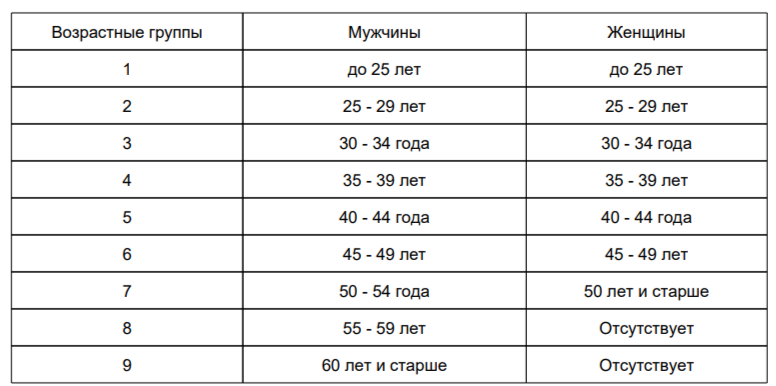 Возрастные группы Мужчины Женщины
1 до 25 лет до 25 лет
2 25 - 29 лет 25 - 29 лет
3 30 - 34 года 30 - 34 года
4 35 - 39 лет 35 - 39 лет
5 40 - 44 года 40 - 44 года
6 45 - 49 лет 45 - 49 лет
7 50 - 54 года 50 лет и старше
8 55 - 59 лет Отсутствует
9 60 лет и старше Отсутствует